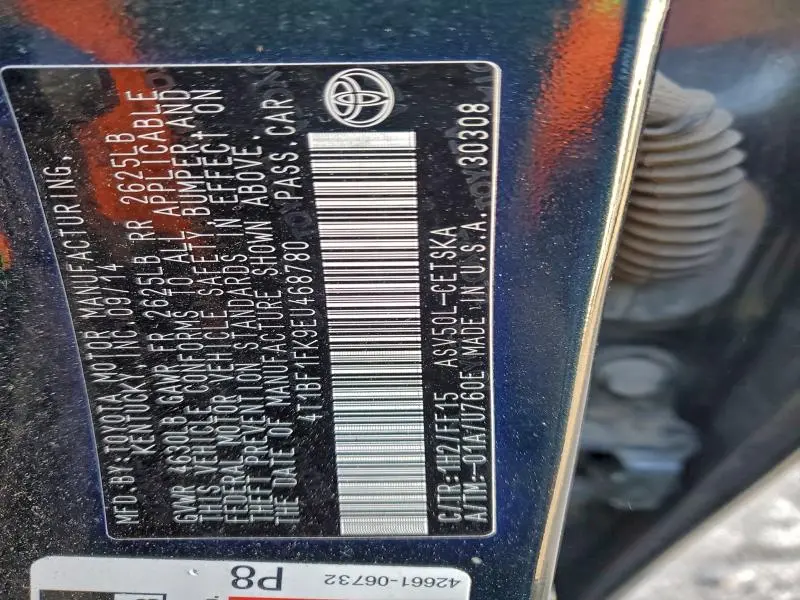 MFD.BY:TOYOTA MOTOR MANUFACTURING,
KENTUCKY, INC. 09/14
GVWR 4630LB GAWR FR 2625LB RR 2625LB
THIS VEHICLE CONFORMS TO ALL APPLICABLE
FEDERAL MOTOR VEHICLE SAFETY, BUMPER, AND
THEFT PREVENTION STANDARDS IN EFFECT ON
THE DATE OF MANUFACTURE SHOWN ABOVE.
4T1BF1FK9EU468780 PASS.CAR
C/TR:1H2/FF15 ASV50L-CETSKA
A/TM:-01A/U760E MADE IN U.S.A. 30308
P8
42661-06732